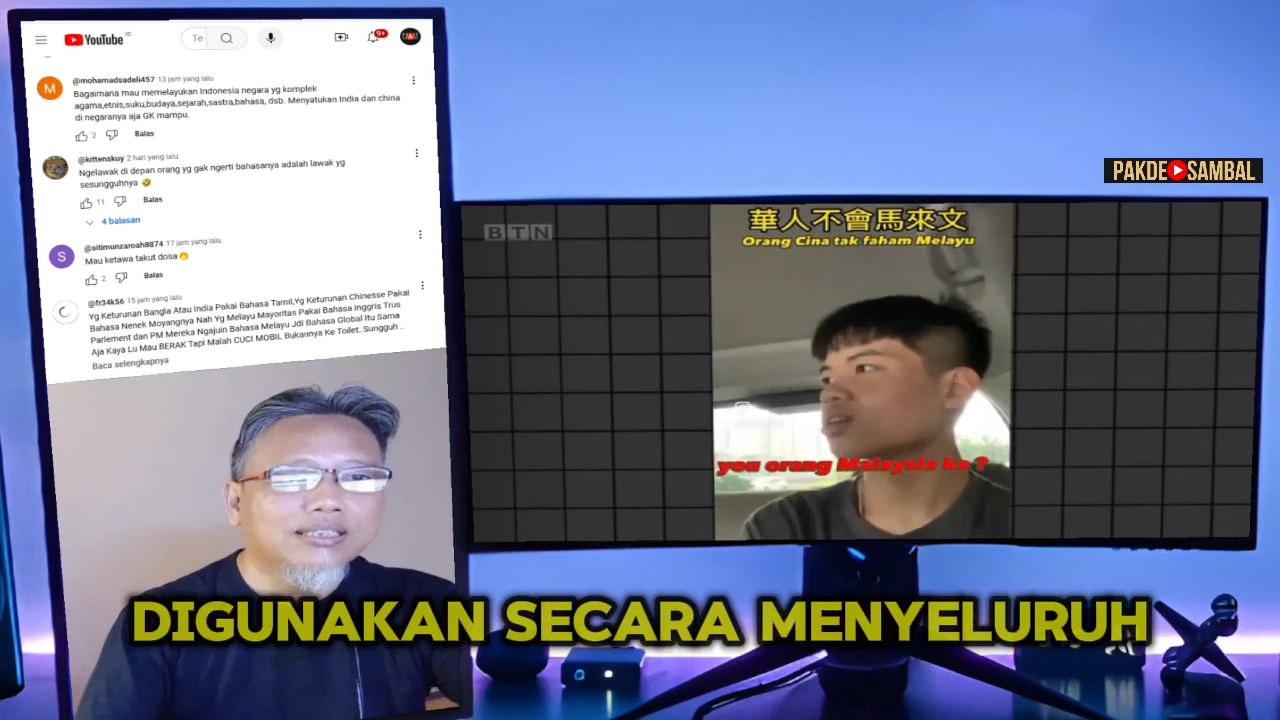 YouTube ID
Te
9+
@mohamadsadeli457 13 jam yang lalu
Bagaimana mau memelayukan Indonesia negara yg komplek
agama,etnis,suku,budaya,sejarah,sastra,bahasa, dsb. Menyatukan India dan china
di negaranya aja GK mampu.
2 Balas
M
@kittenskuy 2 hari yang lalu
Ngelawak di depan orang yg gak ngerti bahasanya adalah lawak yg
sesungguhnya 🤣
11 Balas
4 balasan
S
@sitimunzaroah8874 17 jam yang lalu
Mau ketawa takut dosa🤭
2 Balas
@fr34k56 15 jam yang lalu
Yg Keturunan Bangla Atau India Pakai Bahasa Tamil,Yg Keturunan Chinesse Pakai
Bahasa Nenek Moyangnya Nah Yg Melayu Mayoritas Pakai Bahasa Inggris Trus
Parlement dan PM Mereka Ngajuin Bahasa Melayu Jdi Bahasa Global Itu Sama
Aja Kaya Lu Mau BERAK Tapi Malah CUCI MOBIL Bukannya Ke Toilet..Sungguh ..
Baca selengkapnya
PAKDE SAMBAL
BTN
華人不會馬來文
Orang Cina tak faham Melayu
you orang Malaysia ka ?
DIGUNAKAN SECARA MENYELURUH